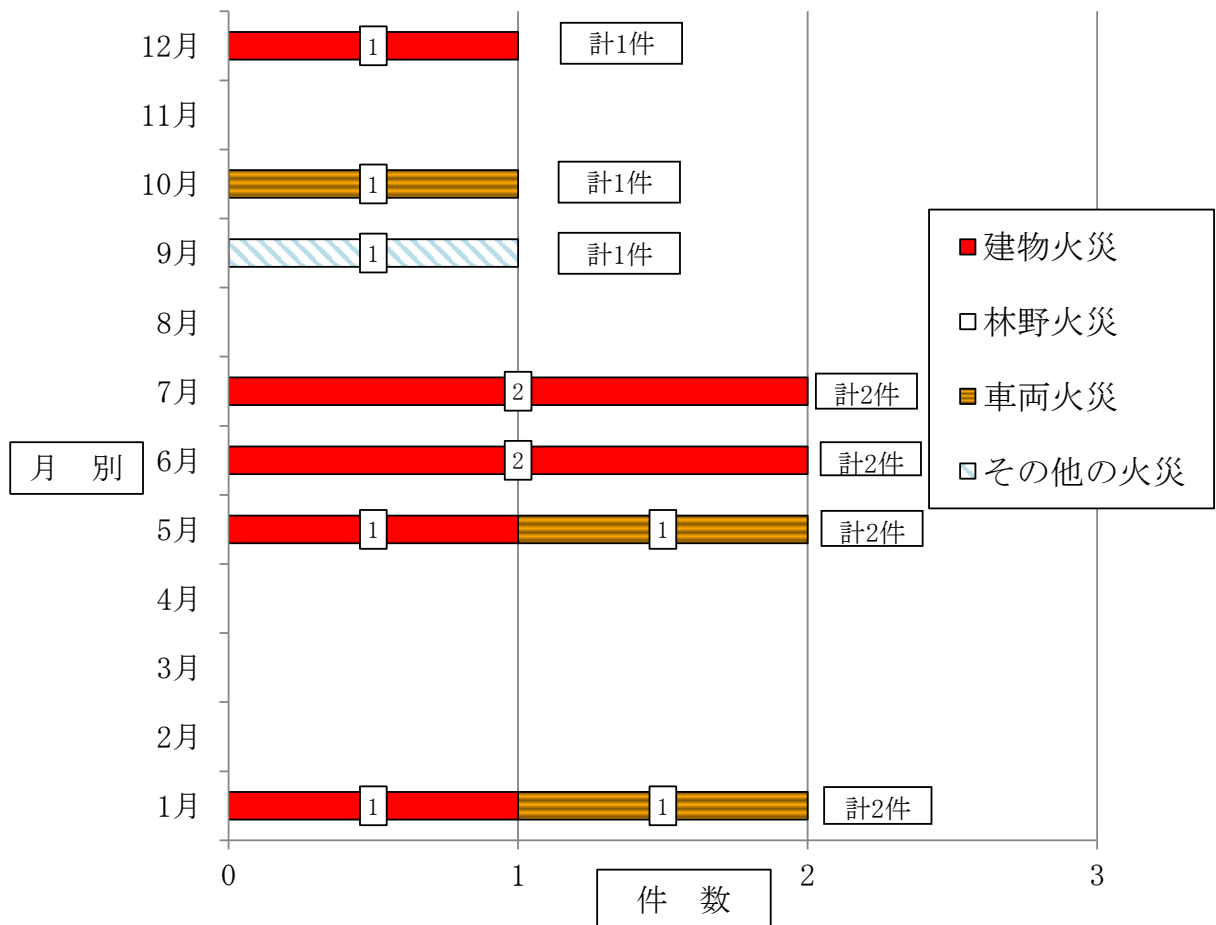 12月
1
計1件
11月
10月
1
計1件
9月
1
計1件
8月
7月
2
計2件
月 別
6月
2
計2件
5月
1
1
計2件
4月
3月
2月
1月
1
1
計2件
0
1
2
3
件 数
建物火災
林野火災
車両火災
その他の火災